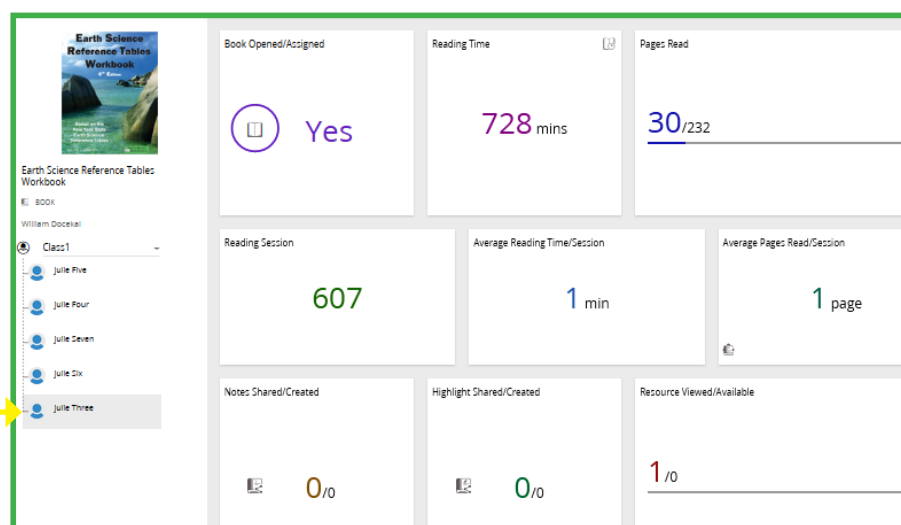 Earth Science
Reference Tables
Workbook
4th Edition
Earth Science Reference Tables
Workbook
BOOK
William Docekal
Class1
Julie Five
Julie Four
Julie Seven
Julie Six
Julie Three
Book Opened/Assigned
Yes
Reading Time
728 mins
Pages Read
30/232
Reading Session
607
Average Reading Time/Session
1 min
Average Pages Read/Session
1 page
Notes Shared/Created
0/0
Highlight Shared/Created
0/0
Resource Viewed/Available
1/0